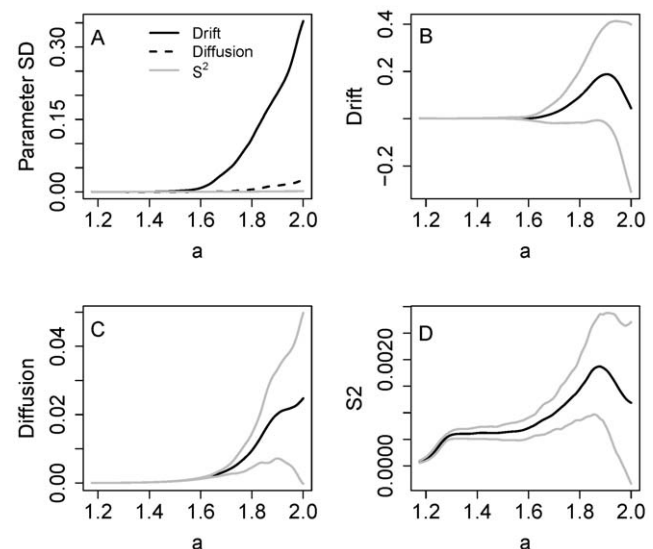 A
Drift
Diffusion
S²
Parameter SD
0.00
0.15
0.30
1.2 1.4 1.6 1.8 2.0
a
B
Drift
−0.2
0.2
0.4
1.2 1.4 1.6 1.8 2.0
a
C
Diffusion
0.00
0.02
0.04
1.2 1.4 1.6 1.8 2.0
a
D
S2
0.0000
0.0020
1.2 1.4 1.6 1.8 2.0
a